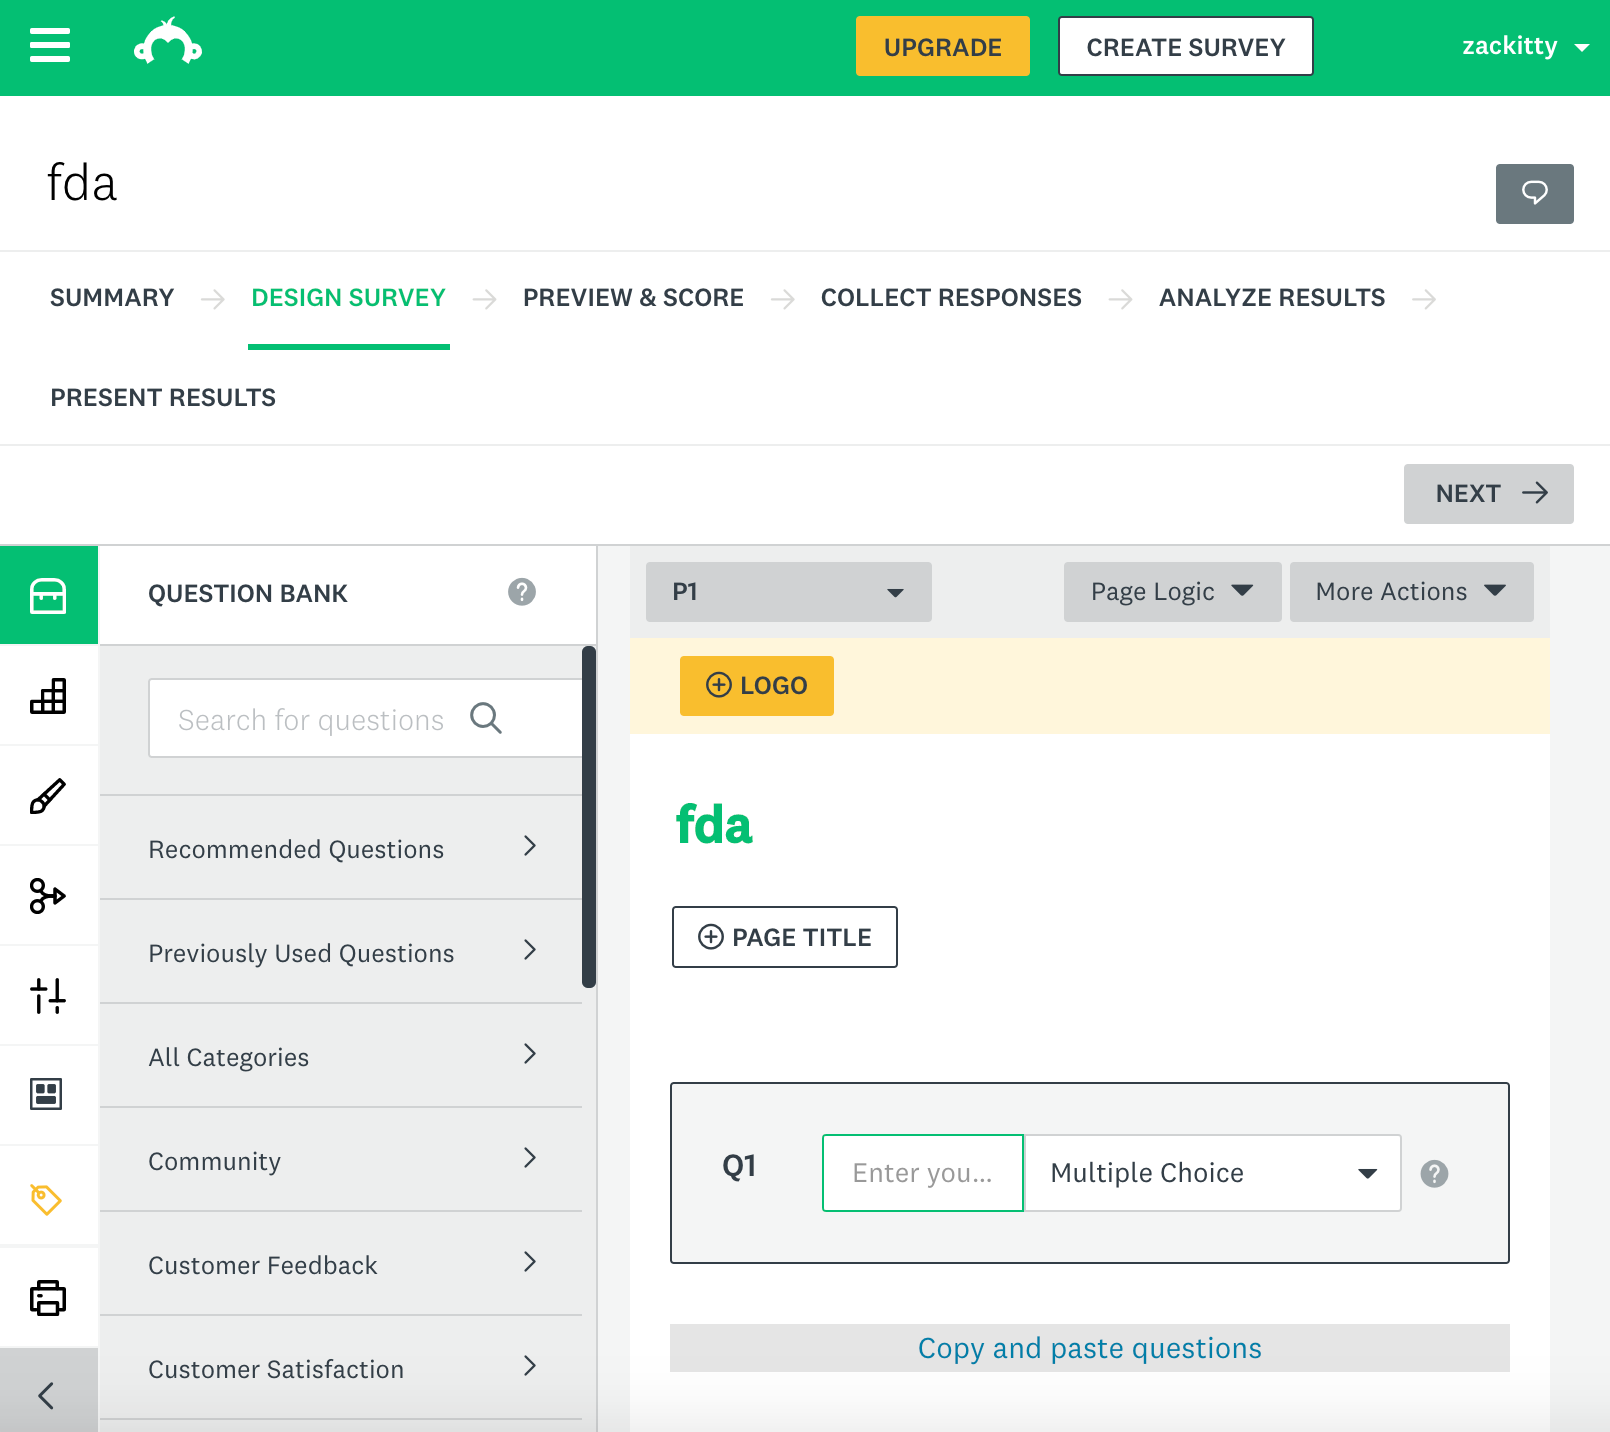 UPGRADE
CREATE SURVEY
zackitty
fda
SUMMARY
DESIGN SURVEY
PREVIEW & SCORE
COLLECT RESPONSES
ANALYZE RESULTS
PRESENT RESULTS
NEXT
QUESTION BANK
?
Search for questions
Recommended Questions
Previously Used Questions
All Categories
Community
Customer Feedback
Customer Satisfaction
P1
Page Logic
More Actions
LOGO
fda
PAGE TITLE
Q1
Enter you...
Multiple Choice
?
Copy and paste questions